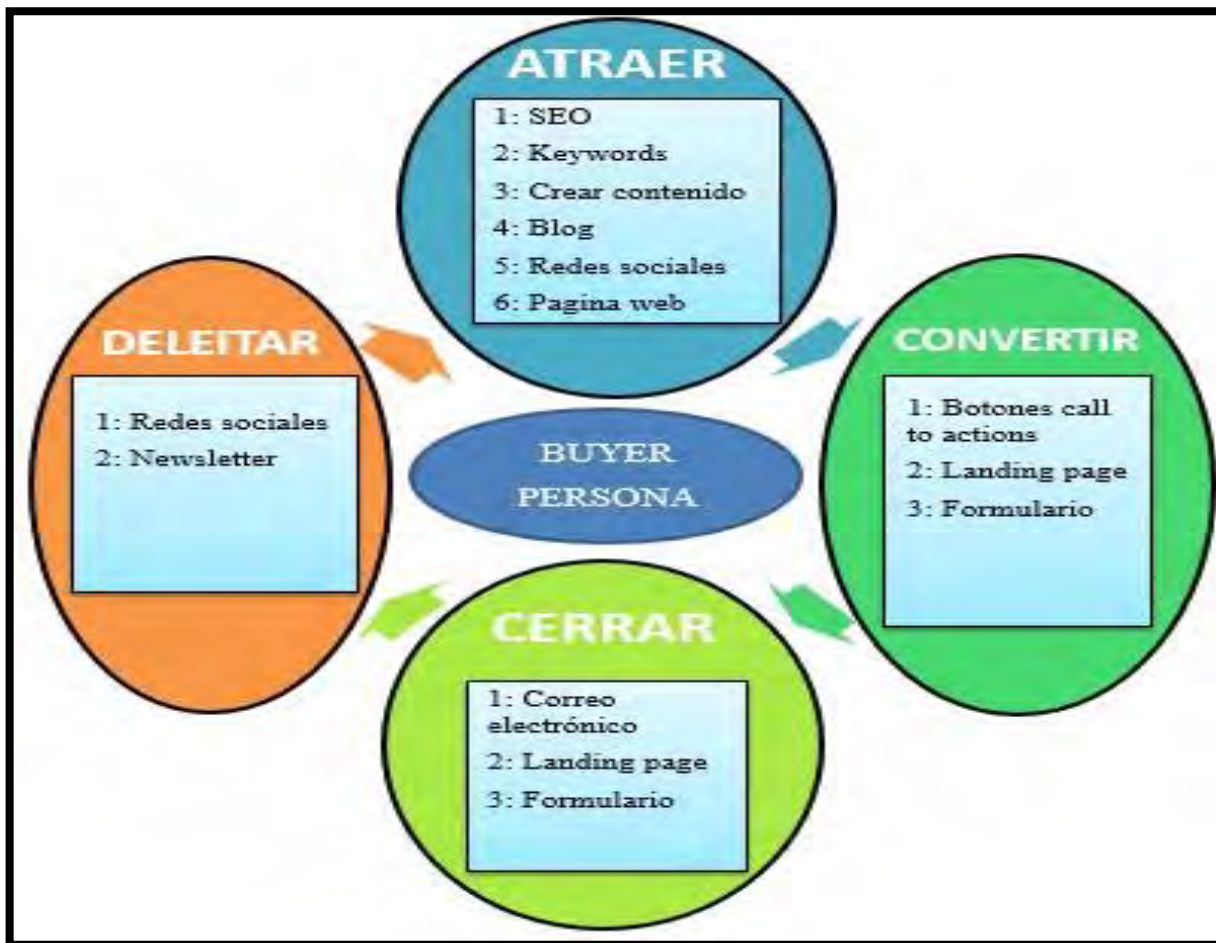 ATRAER
1: SEO
2: Keywords
3: Crear contenido
4: Blog
5: Redes sociales
6: Pagina web
DELEITAR
1: Redes sociales
2: Newsletter
BUYER
PERSONA
CONVERTIR
1: Botones call
to actions
2: Landing page
3: Formulario
CERRAR
1: Correo
electrónico
2: Landing page
3: Formulario